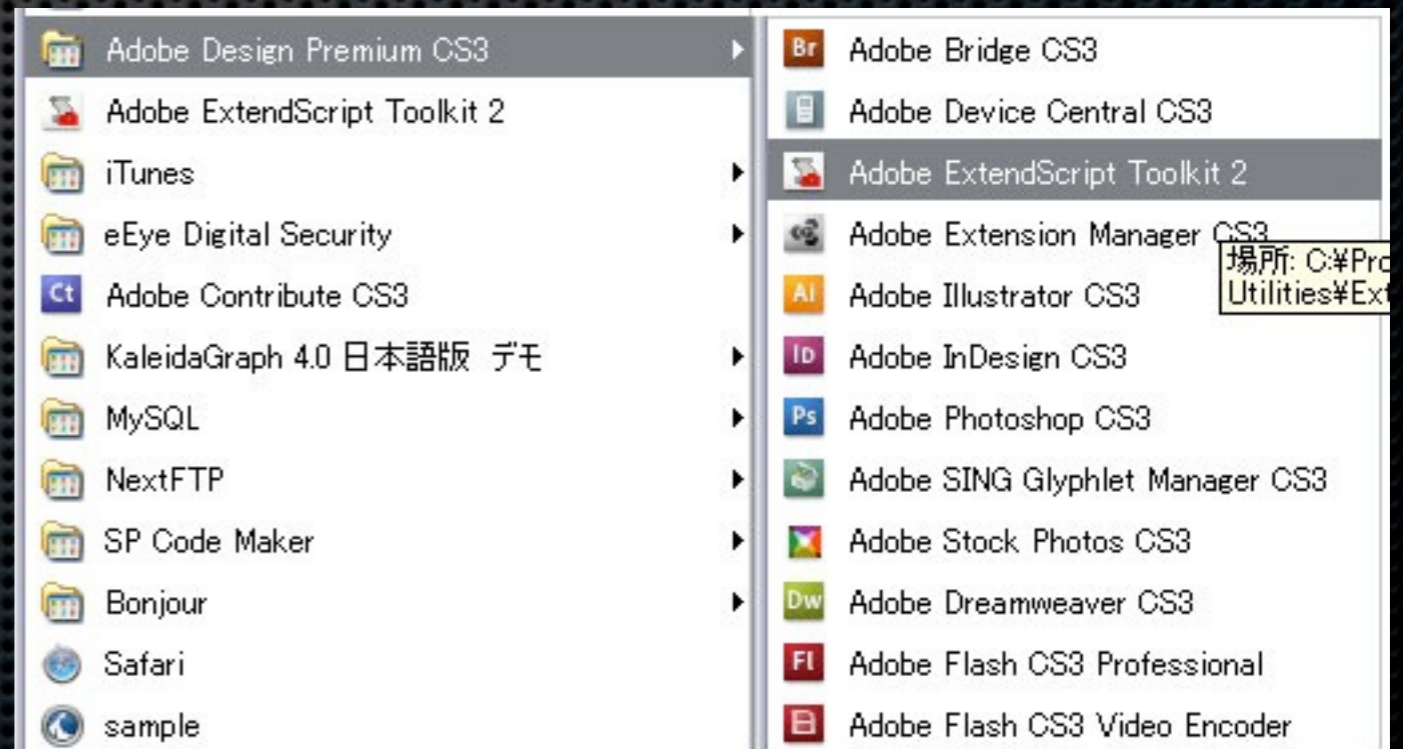 Adobe Design Premium CS3
Adobe ExtendScript Toolkit 2
iTunes
eEye Digital Security
Ct
Adobe Contribute CS3
KaleidaGraph 4.0 日本語版 デモ
MySQL
NextFTP
SP Code Maker
Bonjour
Safari
sample
Br
Adobe Bridge CS3
Adobe Device Central CS3
Adobe ExtendScript Toolkit 2
Adobe Extension Manager CS3
場所: C:¥Pro
Utilities¥Ext
Ai
Adobe Illustrator CS3
ID
Adobe InDesign CS3
Ps
Adobe Photoshop CS3
Adobe SING Glyphlet Manager CS3
Adobe Stock Photos CS3
Dw
Adobe Dreamweaver CS3
Fl
Adobe Flash CS3 Professional
Adobe Flash CS3 Video Encoder